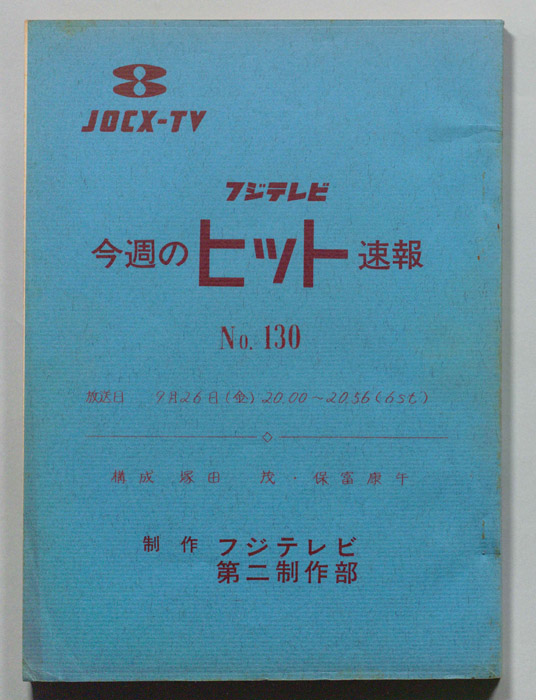 JOCX-TV
フジテレビ
今週のヒット速報
No. 130
放送日 9月26日(金)20.00〜20.56(6st)
構成 塚田 茂・保富康午
制作 フジテレビ
第二制作部